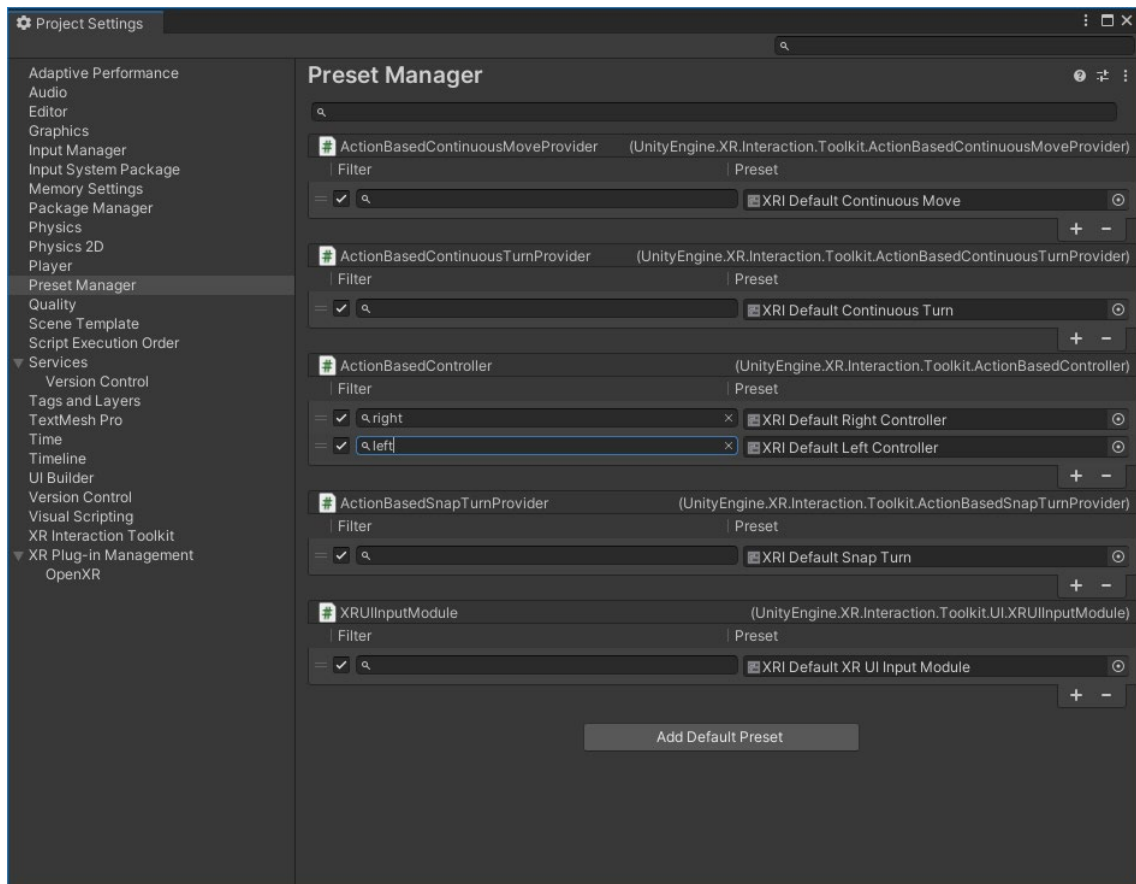 Project Settings
Adaptive Performance
Audio
Editor
Graphics
Input Manager
Input System Package
Memory Settings
Package Manager
Physics
Physics 2D
Player
Preset Manager
Quality
Scene Template
Script Execution Order
Services
Version Control
Tags and Layers
TextMesh Pro
Time
Timeline
UI Builder
Version Control
Visual Scripting
XR Interaction Toolkit
XR Plug-in Management
OpenXR
Preset Manager
ActionBasedContinuousMoveProvider (UnityEngine.XR.Interaction.Toolkit.ActionBasedContinuousMoveProvider)
Filter Preset
XRI Default Continuous Move
ActionBasedContinuousTurnProvider (UnityEngine.XR.Interaction.Toolkit.ActionBasedContinuousTurnProvider)
Filter Preset
XRI Default Continuous Turn
ActionBasedController (UnityEngine.XR.Interaction.Toolkit.ActionBasedController)
Filter Preset
right XRI Default Right Controller
left XRI Default Left Controller
ActionBasedSnapTurnProvider (UnityEngine.XR.Interaction.Toolkit.ActionBasedSnapTurnProvider)
Filter Preset
XRI Default Snap Turn
XRUIInputModule (UnityEngine.XR.Interaction.Toolkit.UI.XRUIInputModule)
Filter Preset
XRI Default XR UI Input Module
Add Default Preset